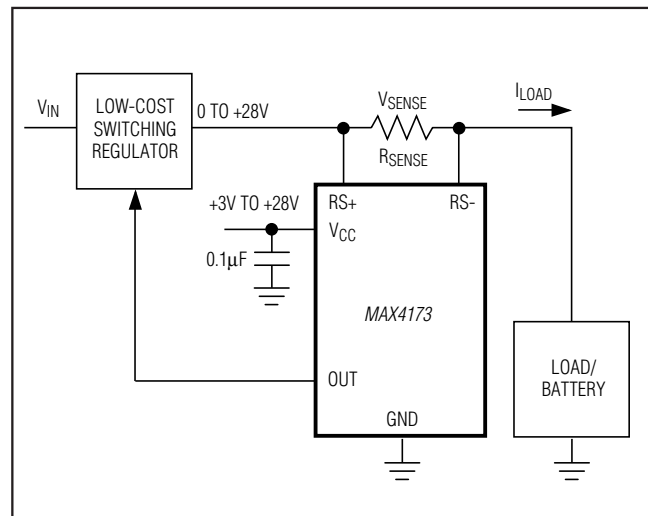 VIN
LOW-COST
SWITCHING
REGULATOR
0 TO +28V
VSENSE
RSENSE
ILOAD
+3V TO +28V
RS+
RS-
VCC
0.1μF
MAX4173
OUT
GND
LOAD/
BATTERY